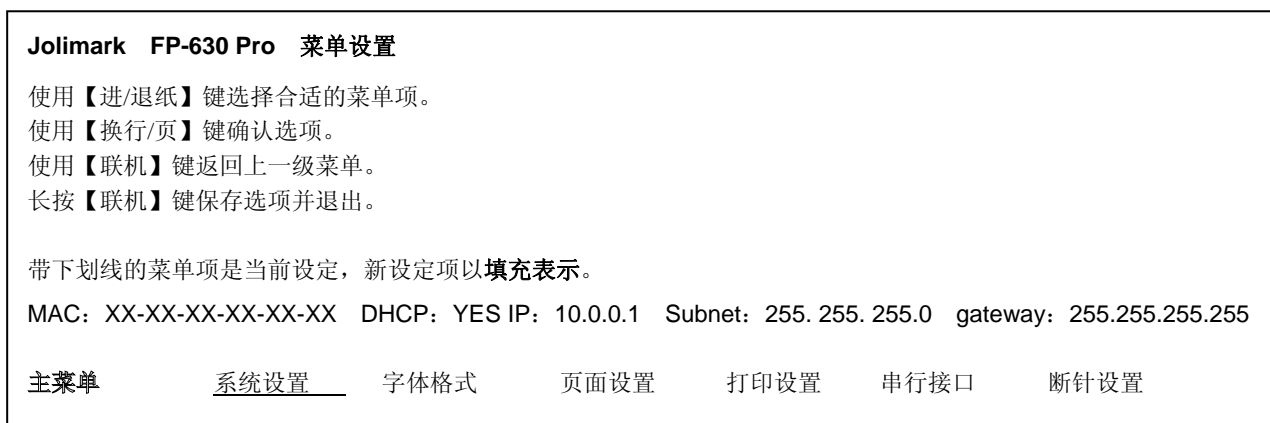 Jolimark FP-630 Pro 菜单设置
使用【进/退纸】键选择合适的菜单项。
使用【换行/页】键确认选项。
使用【联机】键返回上一级菜单。
长按【联机】键保存选项并退出。
带下划线的菜单项是当前设定，新设定项以填充表示。
MAC：XX-XX-XX-XX-XX-XX DHCP：YES IP：10.0.0.1 Subnet：255. 255. 255.0 gateway：255.255.255.255
主菜单 系统设置 字体格式 页面设置 打印设置 串行接口 断针设置